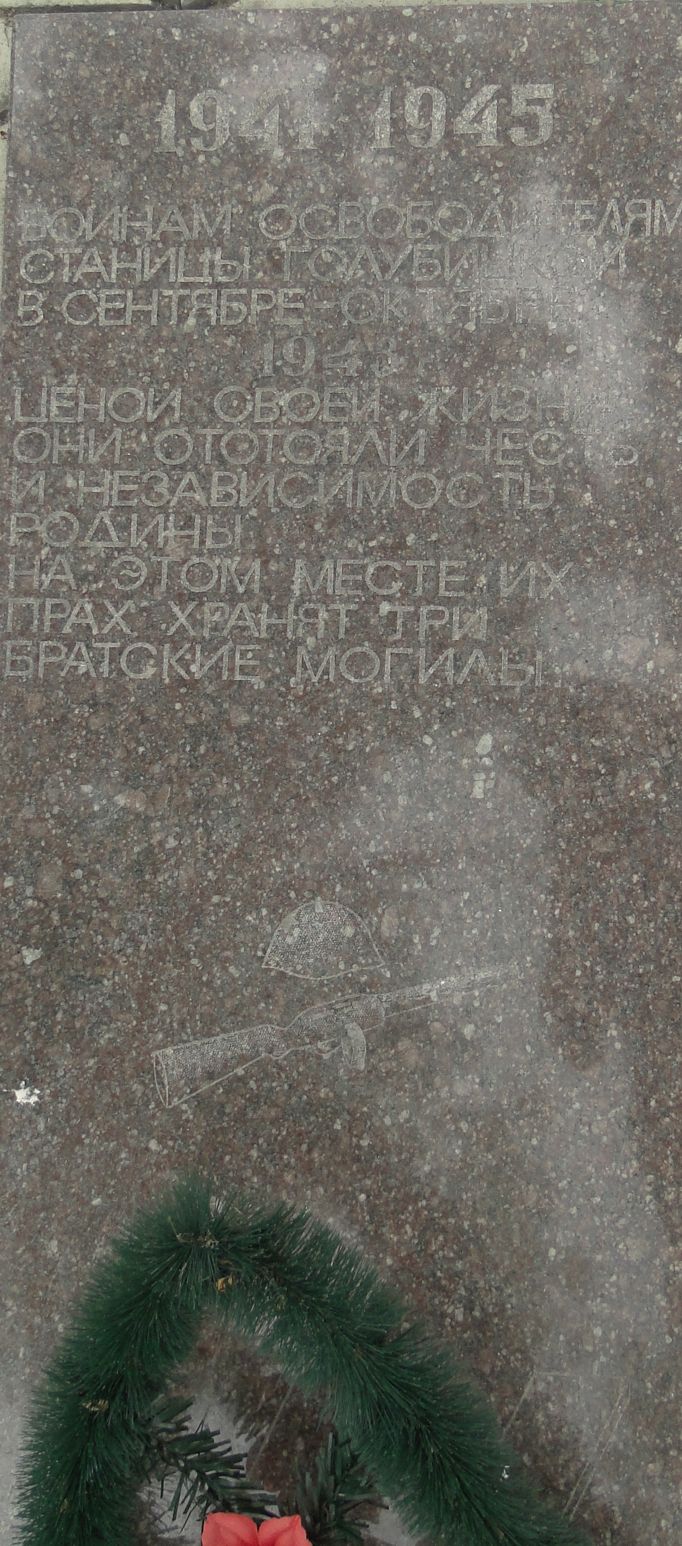 1941 1945
ВОИНАМ ОСВОБОДИТЕЛЯМ
СТАНИЦЫ ГОЛУБИЦКОЙ
В СЕНТЯБРЕ-ОКТЯБРЕ
1943
ЦЕНОЙ СВОЕЙ ЖИЗНИ
ОНИ ОТОТОЯЛИ ЧЕСТЬ
И НЕЗАВИСИМОСТЬ
РОДИНЫ
НА ЭТОМ МЕСТЕ ИХ
ПРАХ ХРАНЯТ ТРИ
БРАТСКИЕ МОГИЛЫ